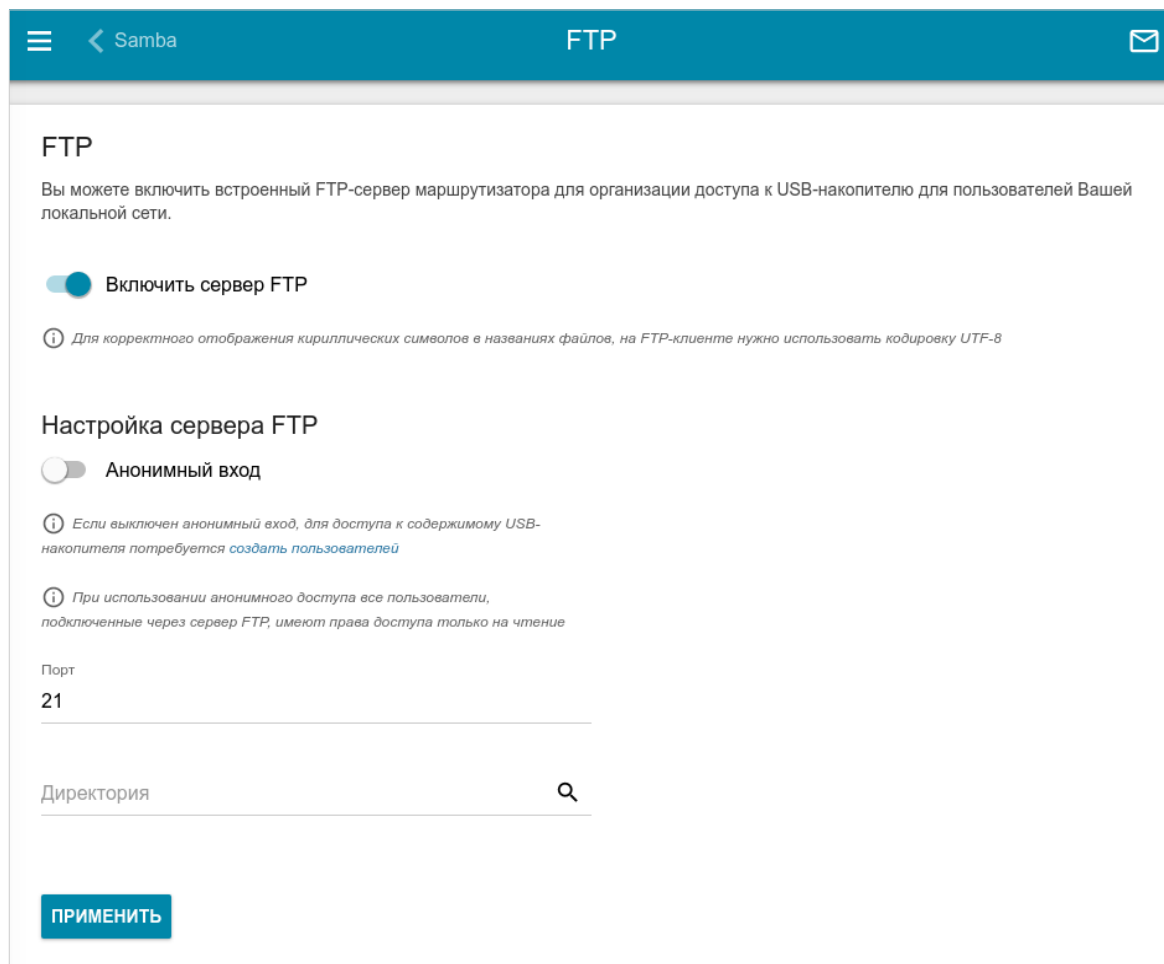 Samba
FTP
FTP
Вы можете включить встроенный FTP-сервер маршрутизатора для организации доступа к USB-накопителю для пользователей Вашей
локальной сети.
Включить сервер FTP
Для корректного отображения кириллических символов в названиях файлов, на FTP-клиенте нужно использовать кодировку UTF-8
Настройка сервера FTP
Анонимный вход
Если выключен анонимный вход, для доступа к содержимому USB-
накопителя потребуется создать пользователей
При использовании анонимного доступа все пользователи,
подключенные через сервер FTP, имеют права доступа только на чтение
Порт
21
Директория
ПРИМЕНИТЬ